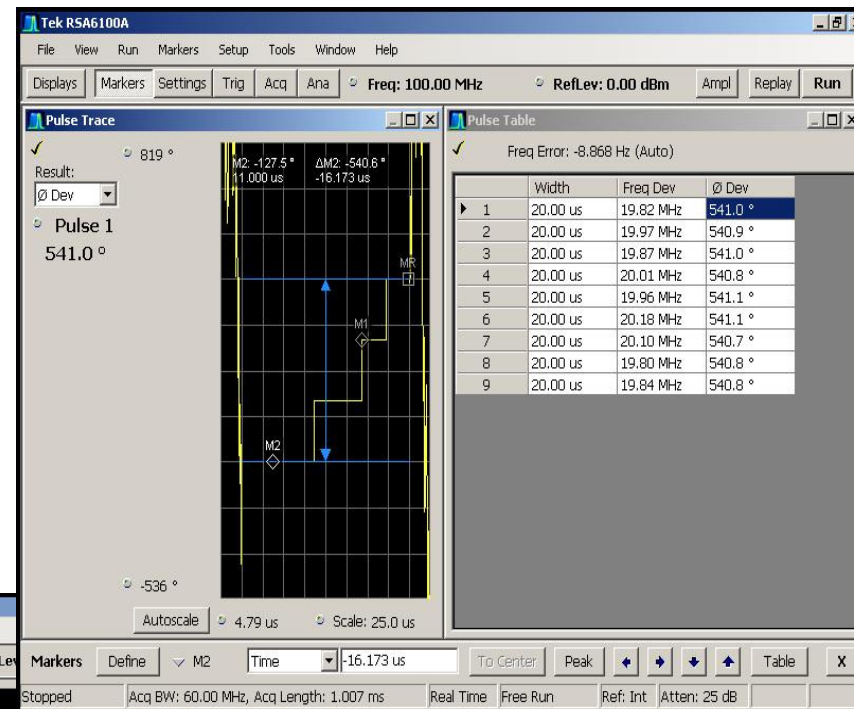 Tek RSA6100A
File View Run Markers Setup Tools Window Help
Displays Markers Settings Trig Acq Ana Freq: 100.00 MHz RefLev: 0.00 dBm Ampl Replay Run
Pulse Trace
819 °
Result:
Ø Dev
Pulse 1
541.0 °
M2: -127.5 ° ΔM2: -540.6 °
11.000 us -16.173 us
MR
M1
M2
-536 °
Autoscale 4.79 us Scale: 25.0 us
Pulse Table
Freq Error: -8.868 Hz (Auto)
Width Freq Dev Ø Dev
1 20.00 us 19.82 MHz 541.0 °
2 20.00 us 19.97 MHz 540.9 °
3 20.00 us 19.87 MHz 541.0 °
4 20.00 us 20.01 MHz 540.8 °
5 20.00 us 19.96 MHz 541.1 °
6 20.00 us 20.18 MHz 541.1 °
7 20.00 us 20.10 MHz 540.7 °
8 20.00 us 19.80 MHz 540.8 °
9 20.00 us 19.84 MHz 540.8 °
Markers Define M2 Time -16.173 us To Center Peak Table X
Stopped Acq BW: 60.00 MHz, Acq Length: 1.007 ms Real Time Free Run Ref: Int Atten: 25 dB